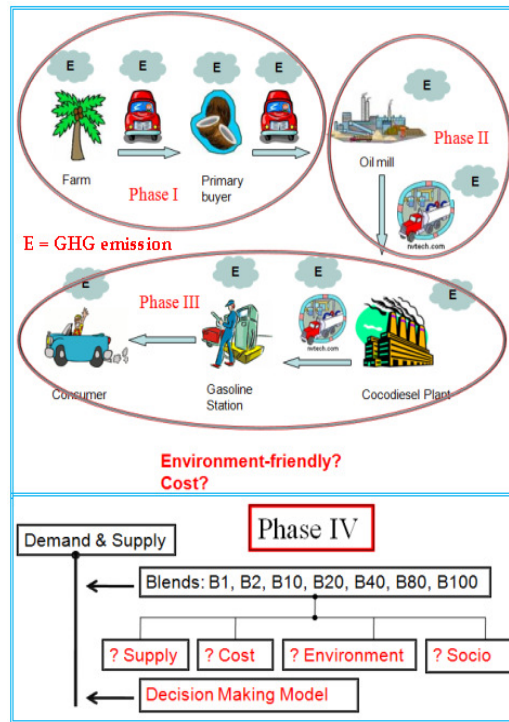 E
E
E
E
E
Phase II
Oil mill
Farm
Phase I
Primary
buyer
E
nvtech.com
E = GHG emission
E
E
E
E
Phase III
nvtech.com
Consumer
Gasoline
Station
Cocodiesel Plant
Environment-friendly?
Cost?
Phase IV
Demand & Supply
Blends: B1, B2, B10, B20, B40, B80, B100
? Supply
? Cost
? Environment
? Socio
Decision Making Model